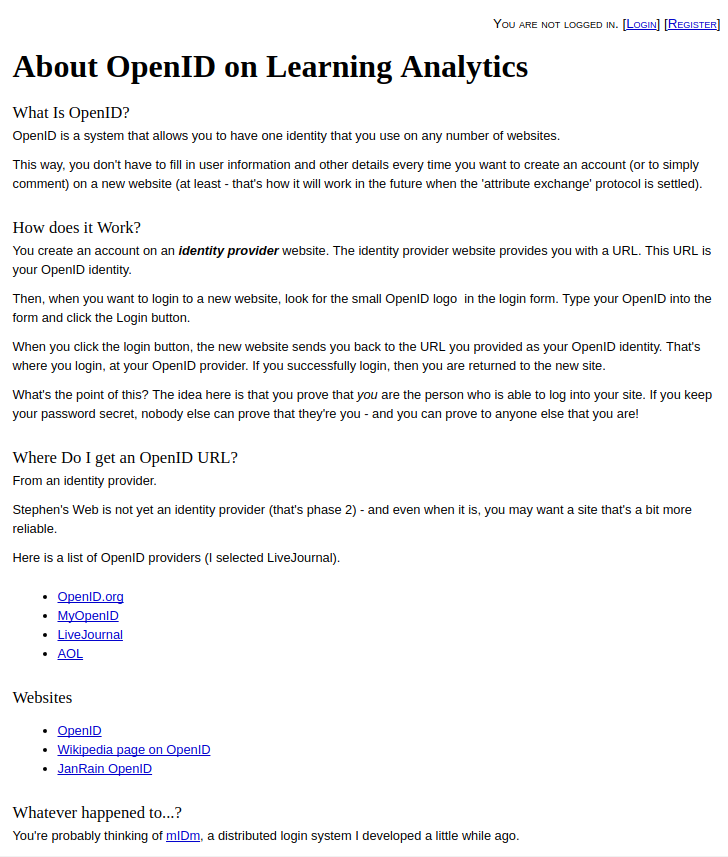 You are not logged in. [Login] [Register]
About OpenID on Learning Analytics
What Is OpenID?
OpenID is a system that allows you to have one identity that you use on any number of websites.
This way, you don't have to fill in user information and other details every time you want to create an account (or to simply
comment) on a new website (at least - that's how it will work in the future when the 'attribute exchange' protocol is settled).
How does it Work?
You create an account on an identity provider website. The identity provider website provides you with a URL. This URL is
your OpenID identity.
Then, when you want to login to a new website, look for the small OpenID logo  in the login form. Type your OpenID into the
form and click the Login button.
When you click the login button, the new website sends you back to the URL you provided as your OpenID identity. That's
where you login, at your OpenID provider. If you successfully login, then you are returned to the new site.
What's the point of this? The idea here is that you prove that you are the person who is able to log into your site. If you keep
your password secret, nobody else can prove that they're you - and you can prove to anyone else that you are!
Where Do I get an OpenID URL?
From an identity provider.
Stephen's Web is not yet an identity provider (that's phase 2) - and even when it is, you may want a site that's a bit more
reliable.
Here is a list of OpenID providers (I selected LiveJournal).
• OpenID.org
• MyOpenID
• LiveJournal
• AOL
Websites
• OpenID
• Wikipedia page on OpenID
• JanRain OpenID
Whatever happened to...?
You're probably thinking of mIDm, a distributed login system I developed a little while ago.